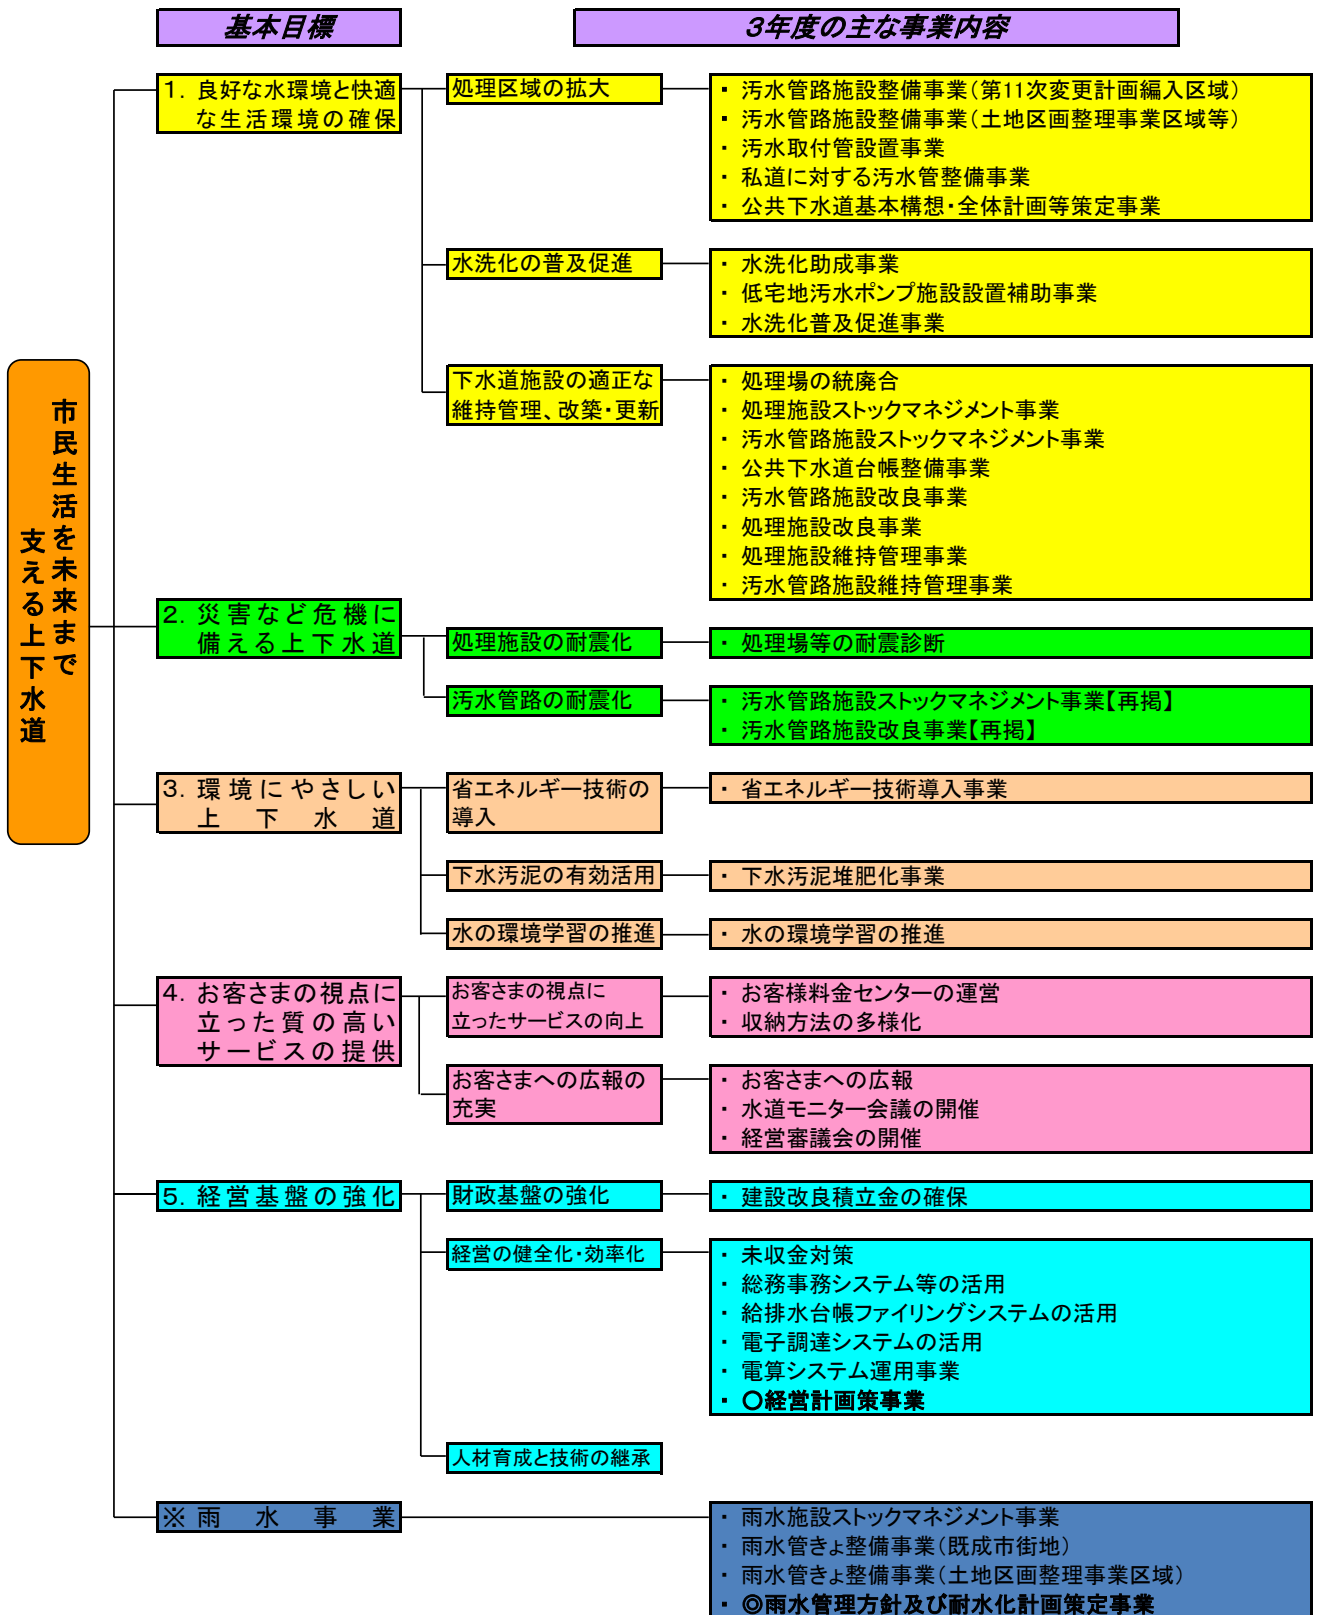 基本目標
3年度の主な事業内容
市民生活を未来まで
支える上下水道
1. 良好な水環境と快適
な生活環境の確保
処理区域の拡大
・ 汚水管路施設整備事業(第11次変更計画編入区域)
・ 汚水管路施設整備事業(土地区画整理事業区域等)
・ 汚水取付管設置事業
・ 私道に対する汚水管整備事業
・ 公共下水道基本構想・全体計画等策定事業
水洗化の普及促進
・ 水洗化助成事業
・ 低宅地汚水ポンプ施設設置補助事業
・ 水洗化普及促進事業
下水道施設の適正な
維持管理、改築・更新
・ 処理場の統廃合
・ 処理施設ストックマネジメント事業
・ 汚水管路施設ストックマネジメント事業
・ 公共下水道台帳整備事業
・ 汚水管路施設改良事業
・ 処理施設改良事業
・ 処理施設維持管理事業
・ 汚水管路施設維持管理事業
2. 災害など危機に
備える上下水道
処理施設の耐震化
・ 処理場等の耐震診断
汚水管路の耐震化
・ 汚水管路施設ストックマネジメント事業【再掲】
・ 汚水管路施設改良事業【再掲】
3. 環境にやさしい
上下水道
省エネルギー技術の
導入
・ 省エネルギー技術導入事業
下水汚泥の有効活用
・ 下水汚泥堆肥化事業
水の環境学習の推進
・ 水の環境学習の推進
4. お客さまの視点に
立った質の高い
サービスの提供
お客さまの視点に
立ったサービスの向上
・ お客様料金センターの運営
・ 収納方法の多様化
お客さまへの広報の
充実
・ お客さまへの広報
・ 水道モニター会議の開催
・ 経営審議会の開催
5. 経営基盤の強化
財政基盤の強化
・ 建設改良積立金の確保
経営の健全化・効率化
・ 未収金対策
・ 総務事務システム等の活用
・ 給排水台帳ファイリングシステムの活用
・ 電子調達システムの活用
・ 電算システム運用事業
・ ○経営計画策事業
人材育成と技術の継承
※雨水事業
・ 雨水施設ストックマネジメント事業
・ 雨水管きょ整備事業(既成市街地)
・ 雨水管きょ整備事業(土地区画整理事業区域)
・ ◎雨水管理方針及び耐水化計画策定事業